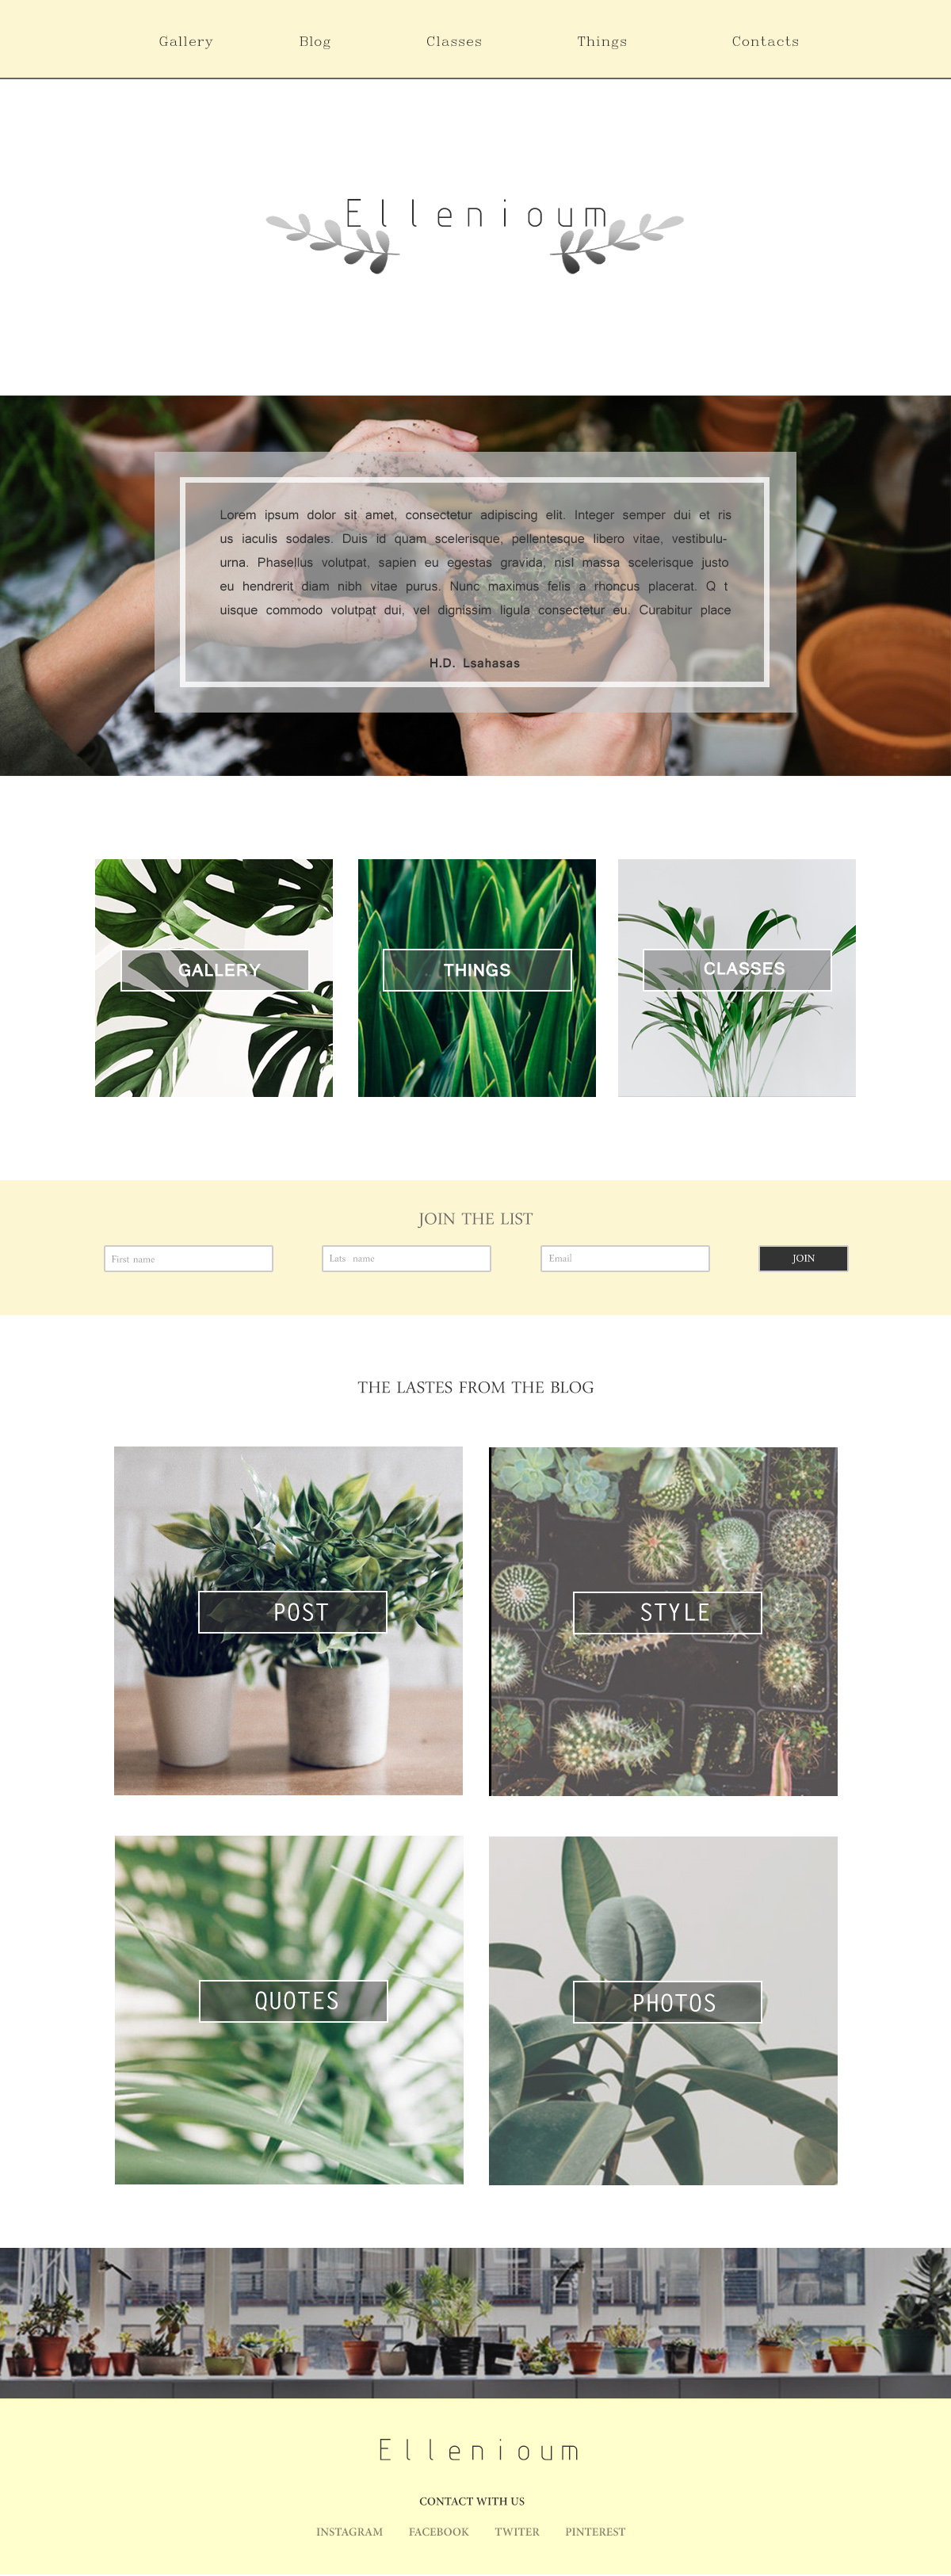 Gallery Blog Classes Things Contacts
Ellenioum
Lorem ipsum dolor sit amet, consectetur adipiscing elit. Integer semper dui et ris
us iaculis sodales. Duis id quam scelerisque, pellentesque libero vitae, vestibulu-
urna. Phasellus volutpat, sapien eu egestas gravida, nisl massa scelerisque justo
eu hendrerit diam nibh vitae purus. Nunc maximus felis a rhoncus placerat. Q t
uisque commodo volutpat dui, vel dignissim ligula consectetur eu. Curabitur place
H.D. Lsahasas
GALLERY THINGS CLASSES
JOIN THE LIST
First name Lats name Email JOIN
THE LASTES FROM THE BLOG
POST STYLE
QUOTES PHOTOS
Ellenioum
CONTACT WITH US
INSTAGRAM FACEBOOK TWITER PINTEREST